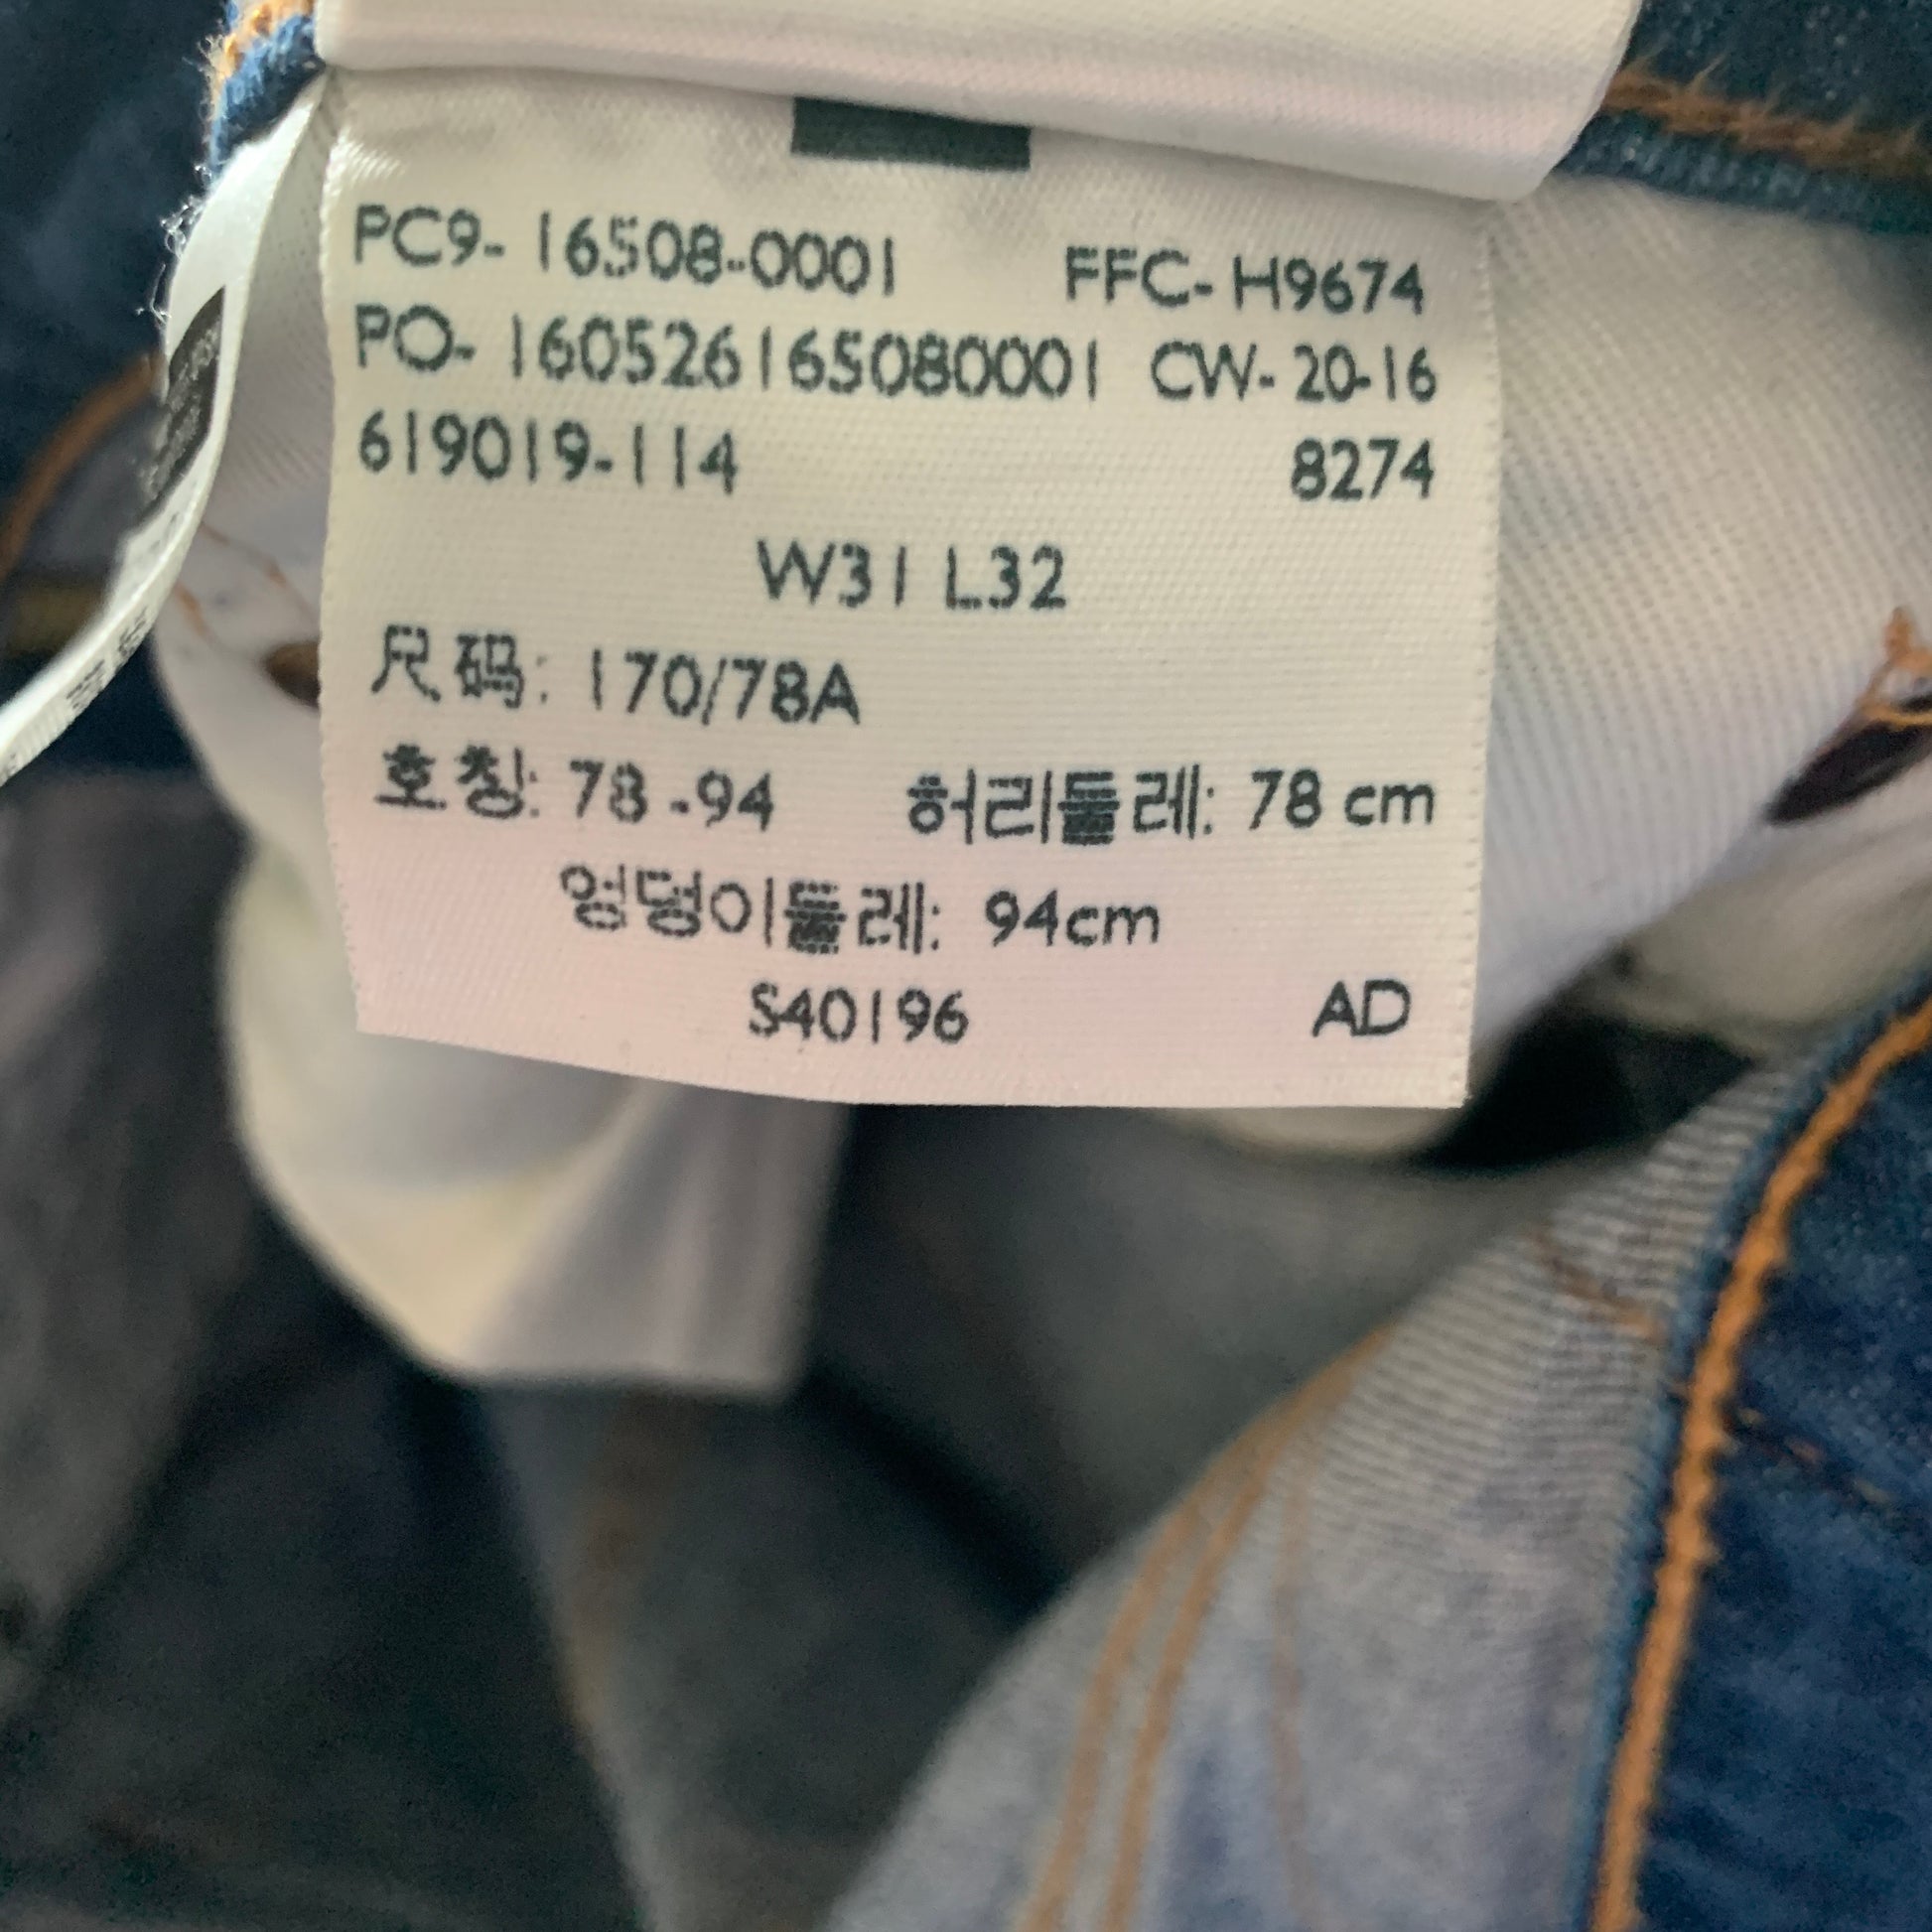 PC9- 16508-0001 FFC- H9674
PO- 160526165080001 CW- 20-16
619019-114 8274
W31 L32
尺码: 170/78A
호칭: 78 -94 허리둘레: 78 cm
엉덩이둘레: 94cm
S40196 AD